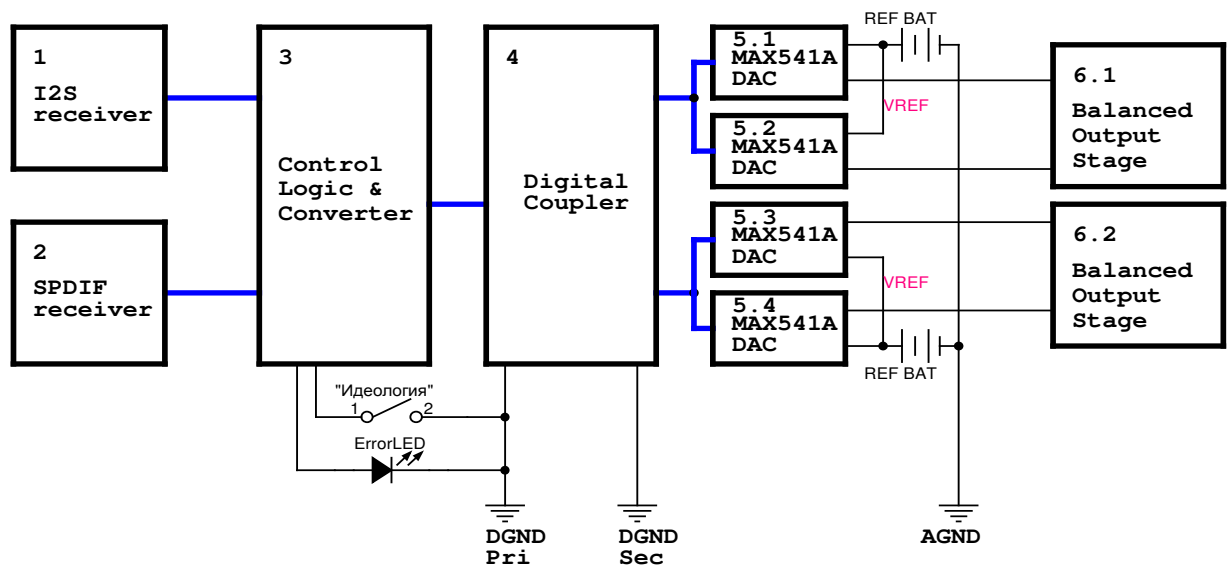 1
I2S
receiver
2
SPDIF
receiver
3
Control
Logic &
Converter
4
Digital
Coupler
5.1
MAX541A
DAC
5.2
MAX541A
DAC
5.3
MAX541A
DAC
5.4
MAX541A
DAC
REF BAT
VREF
VREF
REF BAT
6.1
Balanced
Output
Stage
6.2
Balanced
Output
Stage
"Идеология"
1 2
ErrorLED
DGND
Pri
DGND
Sec
AGND